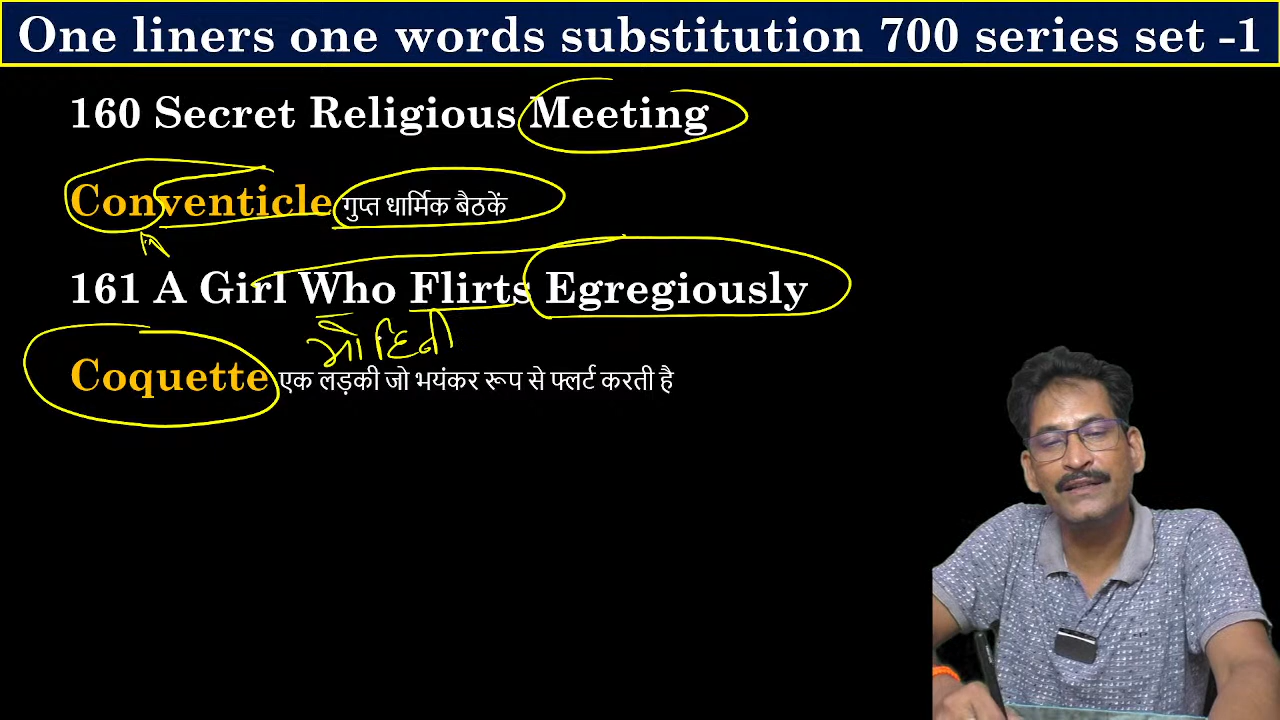 One liners one words substitution 700 series set -1
160 Secret Religious Meeting
Conventicle गुप्त धार्मिक बैठकें
161 A Girl Who Flirts Egregiously
मोहिनी
Coquette एक लड़की जो भयंकर रूप से फ्लर्ट करती है